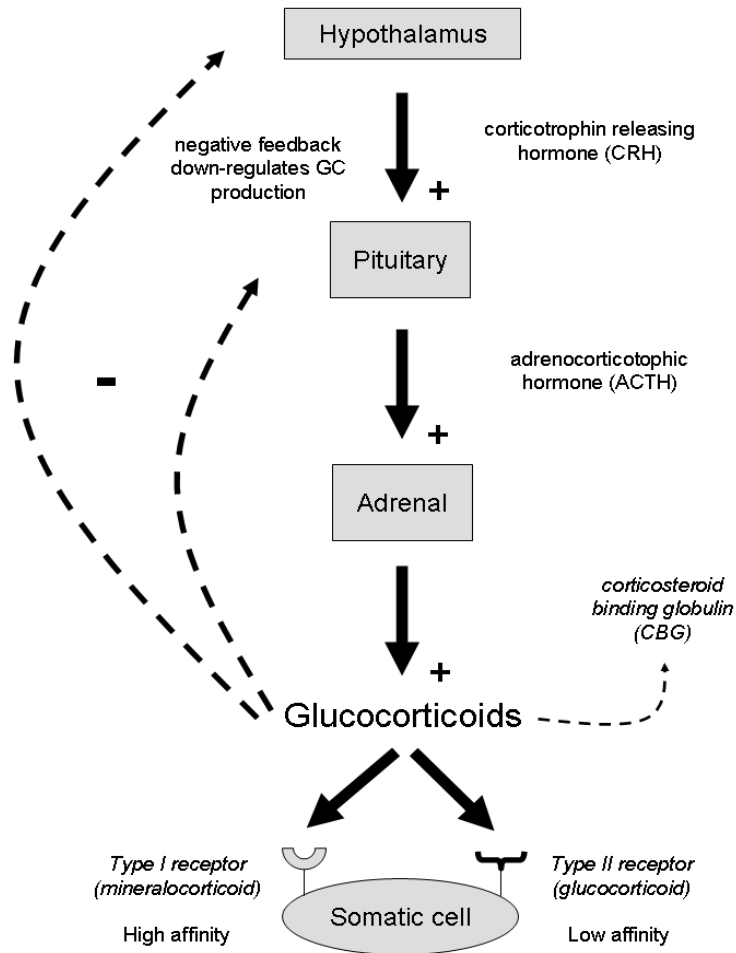 Hypothalamus
corticotrophin releasing
hormone (CRH)
negative feedback
down-regulates GC
production
+
Pituitary
-
adrenocorticotophic
hormone (ACTH)
+
Adrenal
corticosteroid
binding globulin
(CBG)
+
Glucocorticoids
Type I receptor
(mineralocorticoid)
High affinity
Somatic cell
Type II receptor
(glucocorticoid)
Low affinity